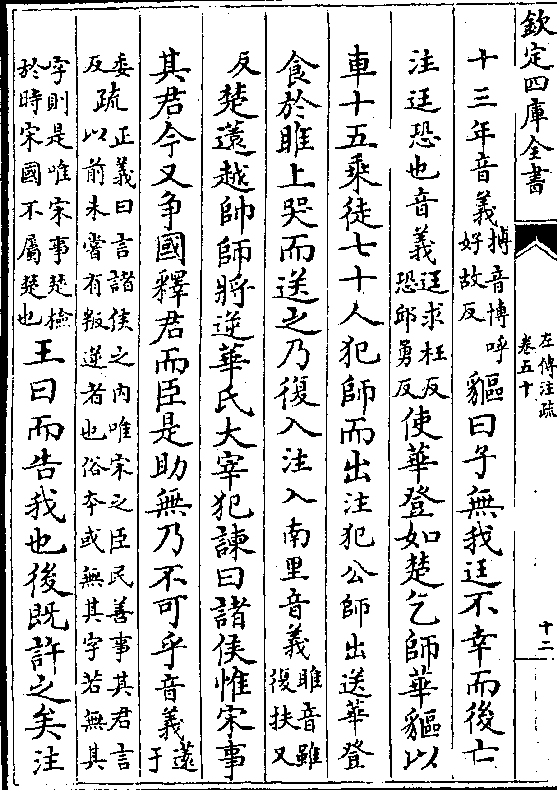 欽定四庫全書
左傳注疏
卷五十
十二
十三年音義搏音博呼好故反貙曰子無我迋不幸而後亡
注迋恐也音義迋求枉反恐邱勇反使華登如楚乞師華貙以
車十五乘徒七十人犯師而出注犯公師出送華登
食於睢上哭而送之乃復入注入南里音義睢音雖復扶又
反楚薳越帥師將逆華氏大宰犯諫曰諸侯惟宋事
其君今又争國釋君而臣是助無乃不可乎音義薳于
委反疏正義曰言諸侯之内唯宋之臣民善事其君言以前未嘗有叛逆者也俗本或無其字若無其
字則是唯宋事楚檢於時宋國不屬楚也王曰而告我也後既許之矣注